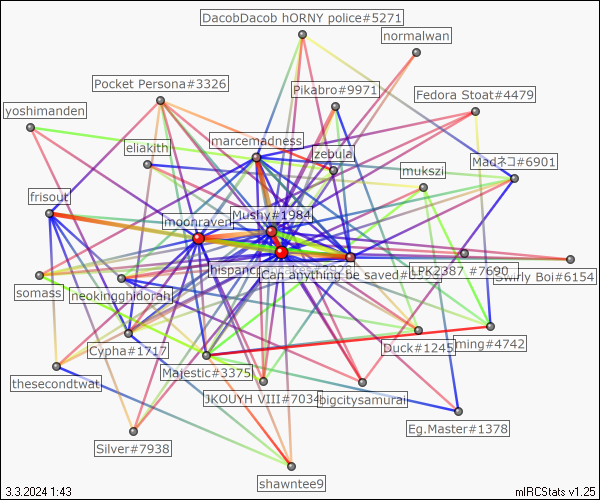 DacobDacob hORNY police#5271
normalwan
Pocket Persona#3326
Pikabro#9971
Fedora Stoat#4479
yoshimanden
marcemadness
eliakith
zebula
Madネコ#6901
mukszi
frisout
Mushy#1984
moonraven
hispanc
Can anything be saved#
LPK2387 #7690
Swirly Boi#6154
somass
neokingghidorah
Cypha#1717
Duck#1245
ming#4742
Majestic#3375
thesecondtwat
JKOUYH VIII#7034
bigcitysamurai
Eg.Master#1378
Silver#7938
shawntee9
3.3.2024 1:43
mIRCStats v1.25